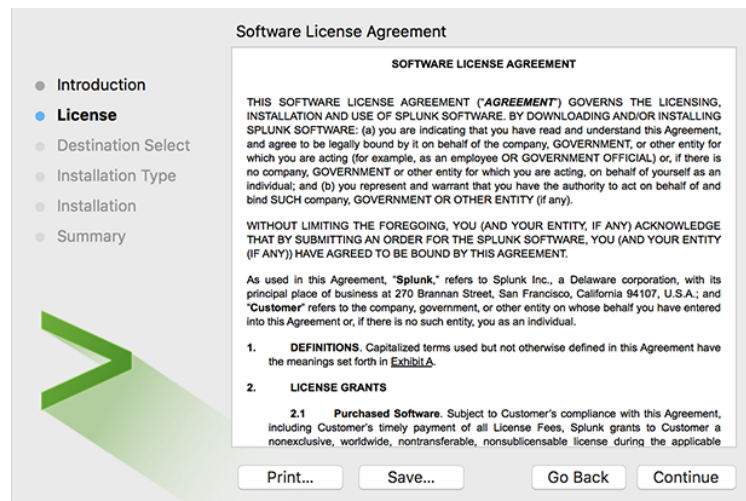 Software License Agreement
Introduction
License
Destination Select
Installation Type
Installation
Summary
SOFTWARE LICENSE AGREEMENT
THIS SOFTWARE LICENSE AGREEMENT ("AGREEMENT") GOVERNS THE LICENSING,
INSTALLATION AND USE OF SPLUNK SOFTWARE. BY DOWNLOADING AND/OR INSTALLING
SPLUNK SOFTWARE: (a) you are indicating that you have read and understand this Agreement,
and agree to be legally bound by it on behalf of the company, GOVERNMENT, or other entity for
which you are acting (for example, as an employee OR GOVERNMENT OFFICIAL) or, if there is
no company, GOVERNMENT or other entity for which you are acting, on behalf of yourself as an
individual; and (b) you represent and warrant that you have the authority to act on behalf of and
bind SUCH company, GOVERNMENT OR OTHER ENTITY (if any).
WITHOUT LIMITING THE FOREGOING, YOU (AND YOUR ENTITY, IF ANY) ACKNOWLEDGE
THAT BY SUBMITTING AN ORDER FOR THE SPLUNK SOFTWARE, YOU (AND YOUR ENTITY
(IF ANY)) HAVE AGREED TO BE BOUND BY THIS AGREEMENT.
As used in this Agreement, "Splunk," refers to Splunk Inc., a Delaware corporation, with its
principal place of business at 270 Brannan Street, San Francisco, California 94107, U.S.A.; and
"Customer" refers to the company, government, or other entity on whose behalf you have entered
into this Agreement or, if there is no such entity, you as an individual.
1. DEFINITIONS. Capitalized terms used but not otherwise defined in this Agreement have
the meanings set forth in Exhibit A.
2. LICENSE GRANTS
2.1 Purchased Software. Subject to Customer's compliance with this Agreement,
including Customer's timely payment of all License Fees, Splunk grants to Customer a
nonexclusive, worldwide, nontransferable, nonsublicensable license during the applicable
Print...
Save...
Go Back
Continue